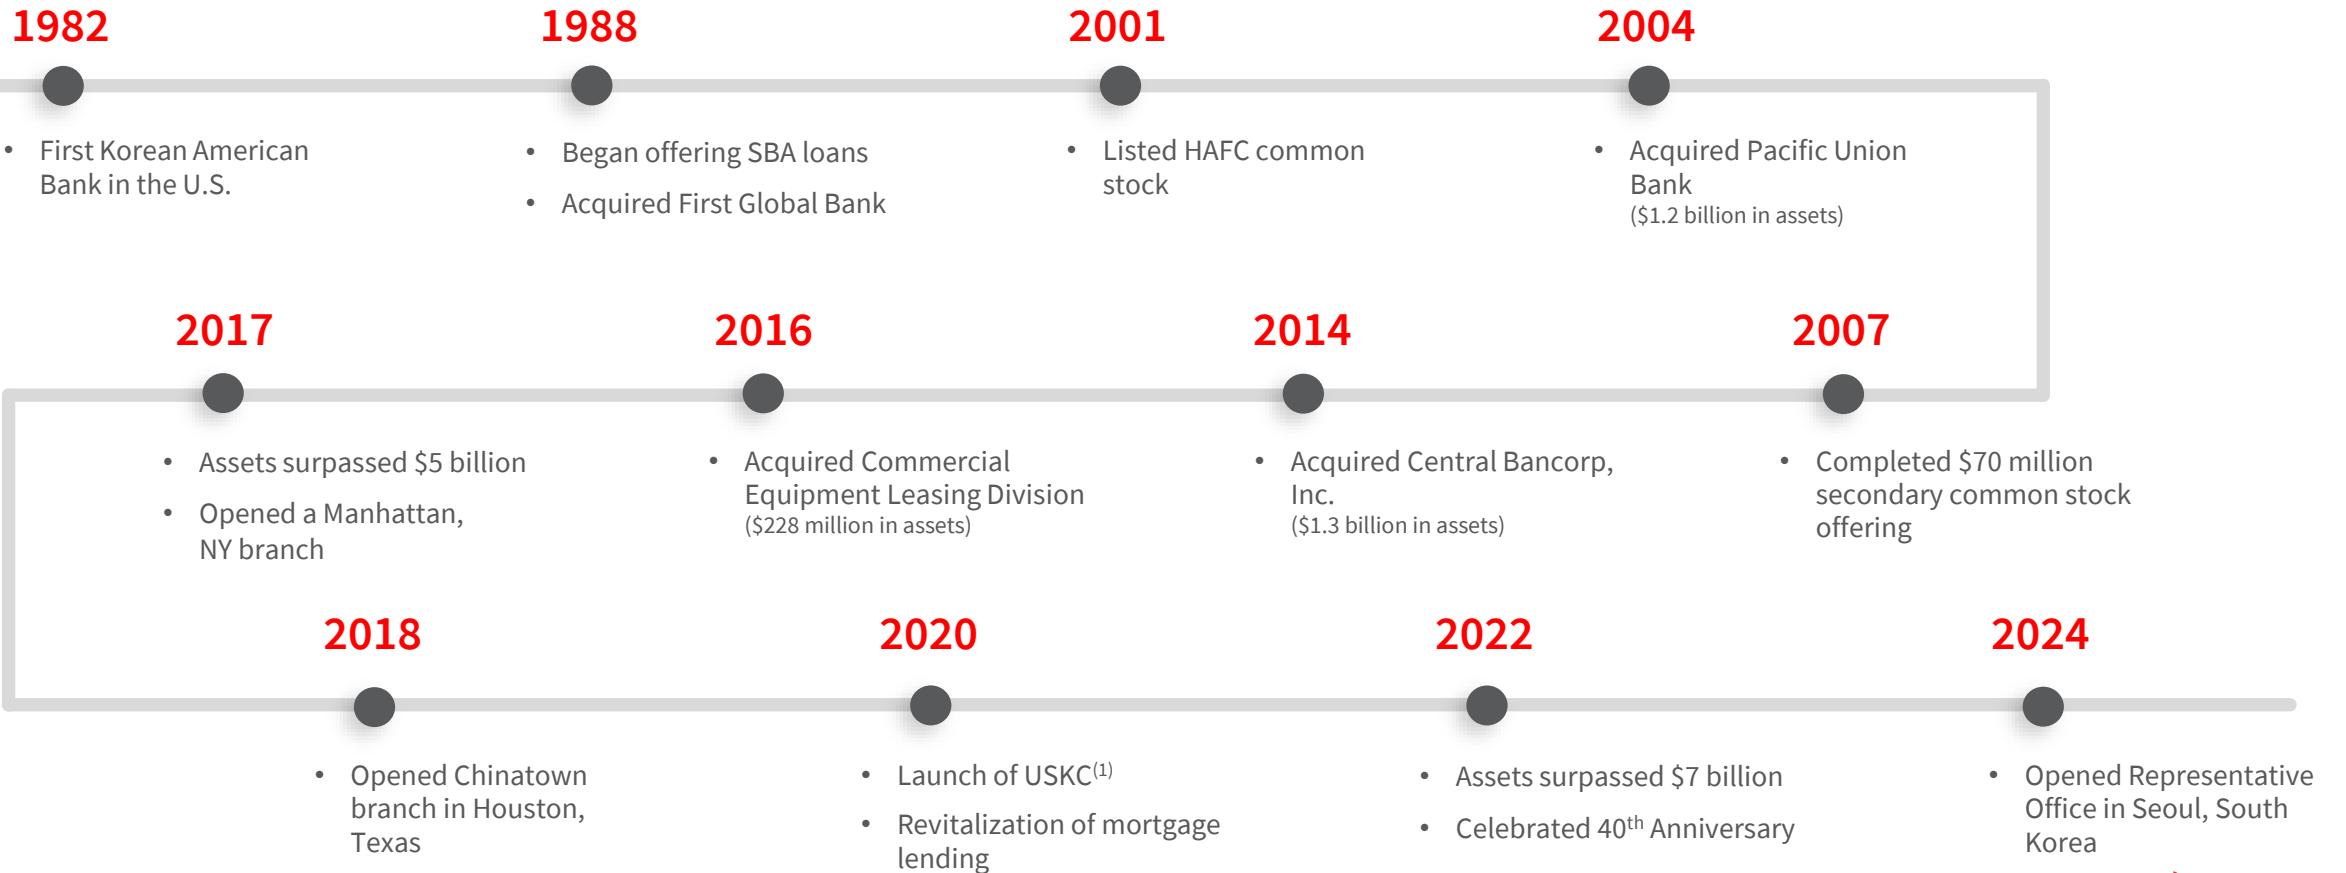 1982
• First Korean American
Bank in the U.S.
1988
• Began offering SBA loans
• Acquired First Global Bank
2001
• Listed HAFC common
stock
2004
• Acquired Pacific Union
Bank
($1.2 billion in assets)
2017
• Assets surpassed $5 billion
• Opened a Manhattan,
NY branch
2016
• Acquired Commercial
Equipment Leasing Division
($228 million in assets)
2014
• Acquired Central Bancorp,
Inc.
($1.3 billion in assets)
2007
• Completed $70 million
secondary common stock
offering
2018
• Opened Chinatown
branch in Houston,
Texas
2020
• Launch of USKC(1)
• Revitalization of mortgage
lending
2022
• Assets surpassed $7 billion
• Celebrated 40th Anniversary
2024
• Opened Representative
Office in Seoul, South
Korea